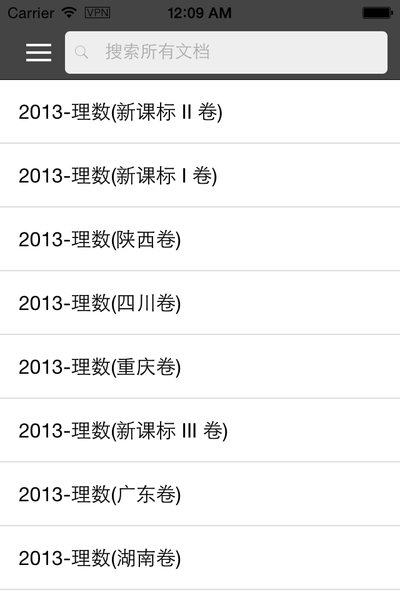 Carrier VPN 12:09 AM
搜索所有文档
2013-理数(新课标 II 卷)
2013-理数(新课标 I 卷)
2013-理数(陕西卷)
2013-理数(四川卷)
2013-理数(重庆卷)
2013-理数(新课标 III 卷)
2013-理数(广东卷)
2013-理数(湖南卷)